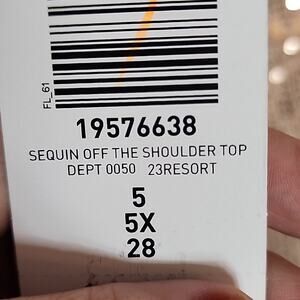 FL_61
19576638
SEQUIN OFF THE SHOULDER TOP
DEPT 0050 23RESORT
5
5X
28